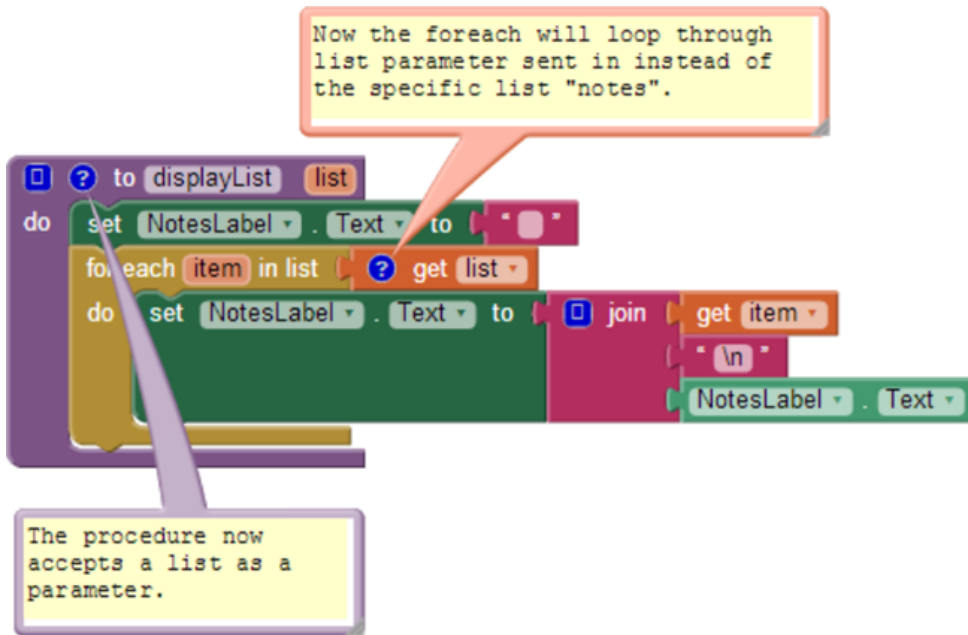 Now the foreach will loop through
list parameter sent in instead of
the specific list "notes".
? to displayList list
do set NotesLabel . Text to " "
for each item in list ? get list
do set NotesLabel . Text to join get item
" \n "
NotesLabel . Text
The procedure now
accepts a list as a
parameter.